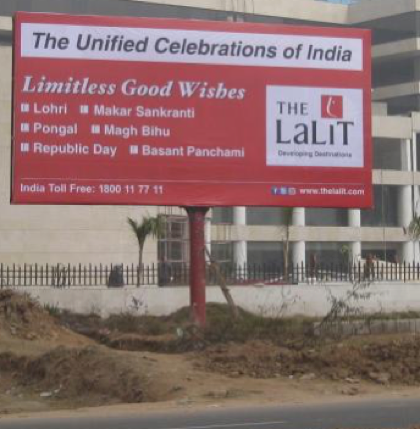 The Unified Celebrations of India
Limitless Good Wishes
Lohri Makar Sankranti
Pongal Magh Bihu
Republic Day Basant Panchami
THE
LaLiT
Developing Destinations
India Toll Free: 1800 11 77 11
www.thelalit.com